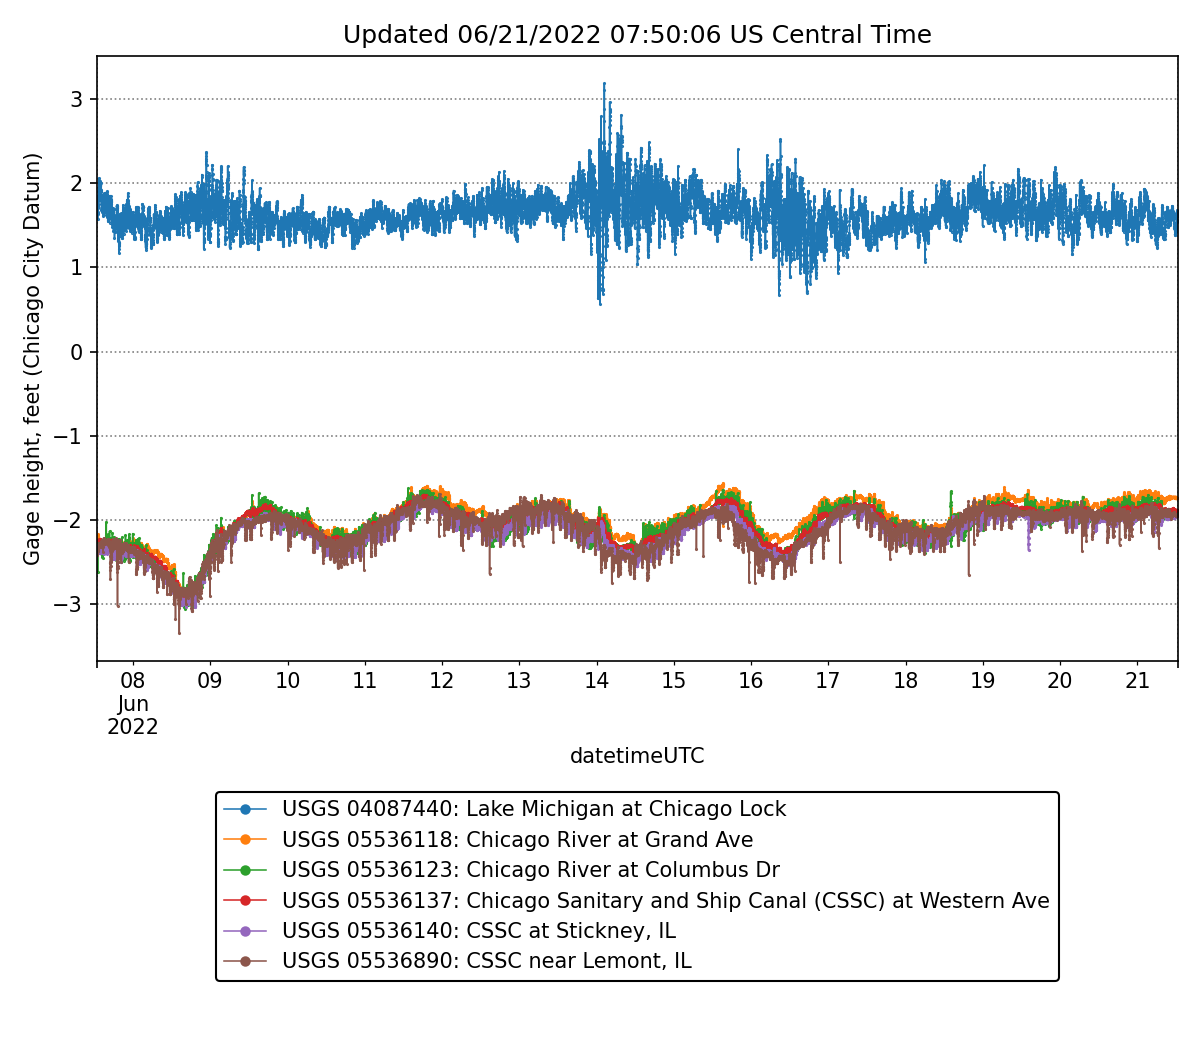 Updated 06/21/2022 07:50:06 US Central Time
Gage height, feet (Chicago City Datum)
3
2
1
0
−1
−2
−3
08 09 10 11 12 13 14 15 16 17 18 19 20 21
Jun
2022
datetimeUTC
USGS 04087440: Lake Michigan at Chicago Lock
USGS 05536118: Chicago River at Grand Ave
USGS 05536123: Chicago River at Columbus Dr
USGS 05536137: Chicago Sanitary and Ship Canal (CSSC) at Western Ave
USGS 05536140: CSSC at Stickney, IL
USGS 05536890: CSSC near Lemont, IL